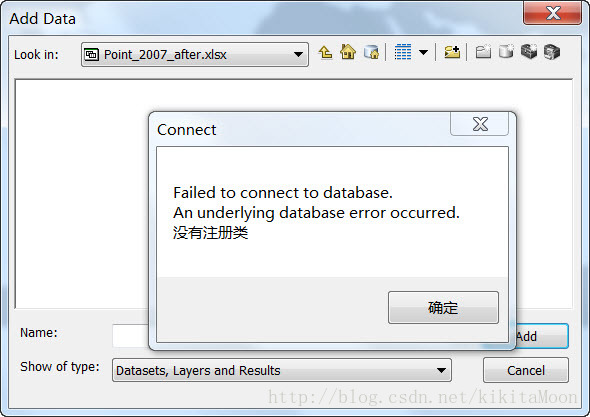 Add Data
Look in: Point_2007_after.xlsx
Connect
Failed to connect to database.
An underlying database error occurred.
没有注册类
确定
Name: Add
Show of type: Datasets, Layers and Results Cancel
http://blog.csdn.net/kikitaMoon